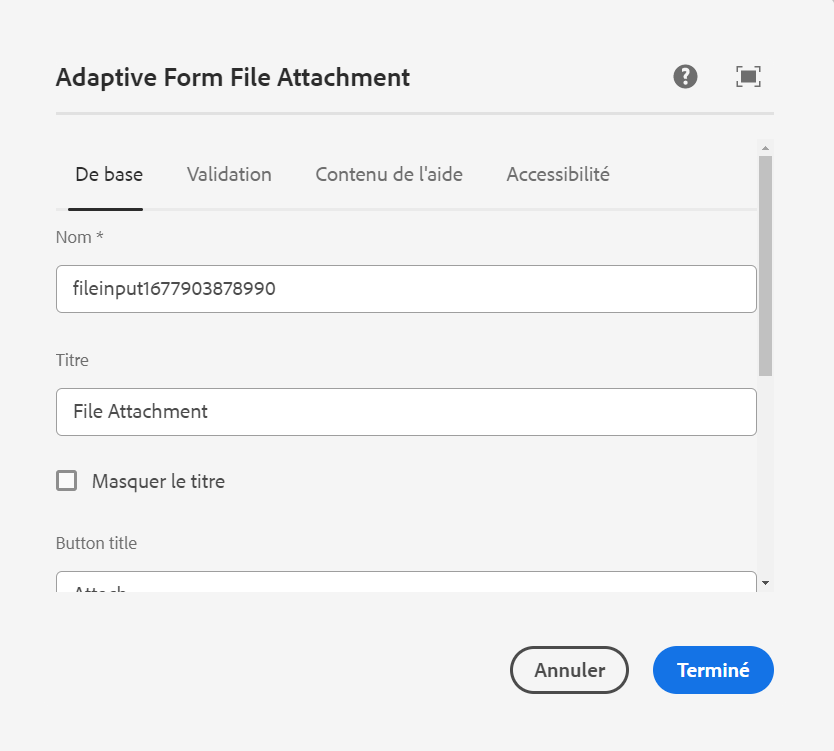 Adaptive Form File Attachment
De base Validation Contenu de l'aide Accessibilité
Nom *
fileinput1677903878990
Titre
File Attachment
Masquer le titre
Button title
Attach
Annuler Terminé